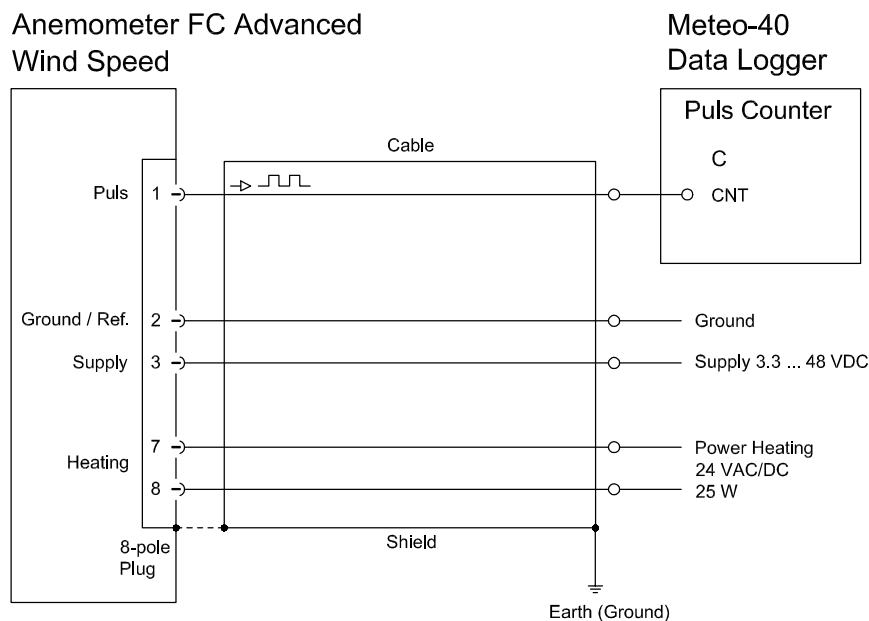 Anemometer FC Advanced
Wind Speed
Meteo-40
Data Logger
Puls Counter
C
CNT
Cable
Puls
1
Ground / Ref.
2
Ground
Supply
3
Supply 3.3 ... 48 VDC
Heating
7
8
Power Heating
24 VAC/DC
25 W
8-pole
Plug
Shield
Earth (Ground)